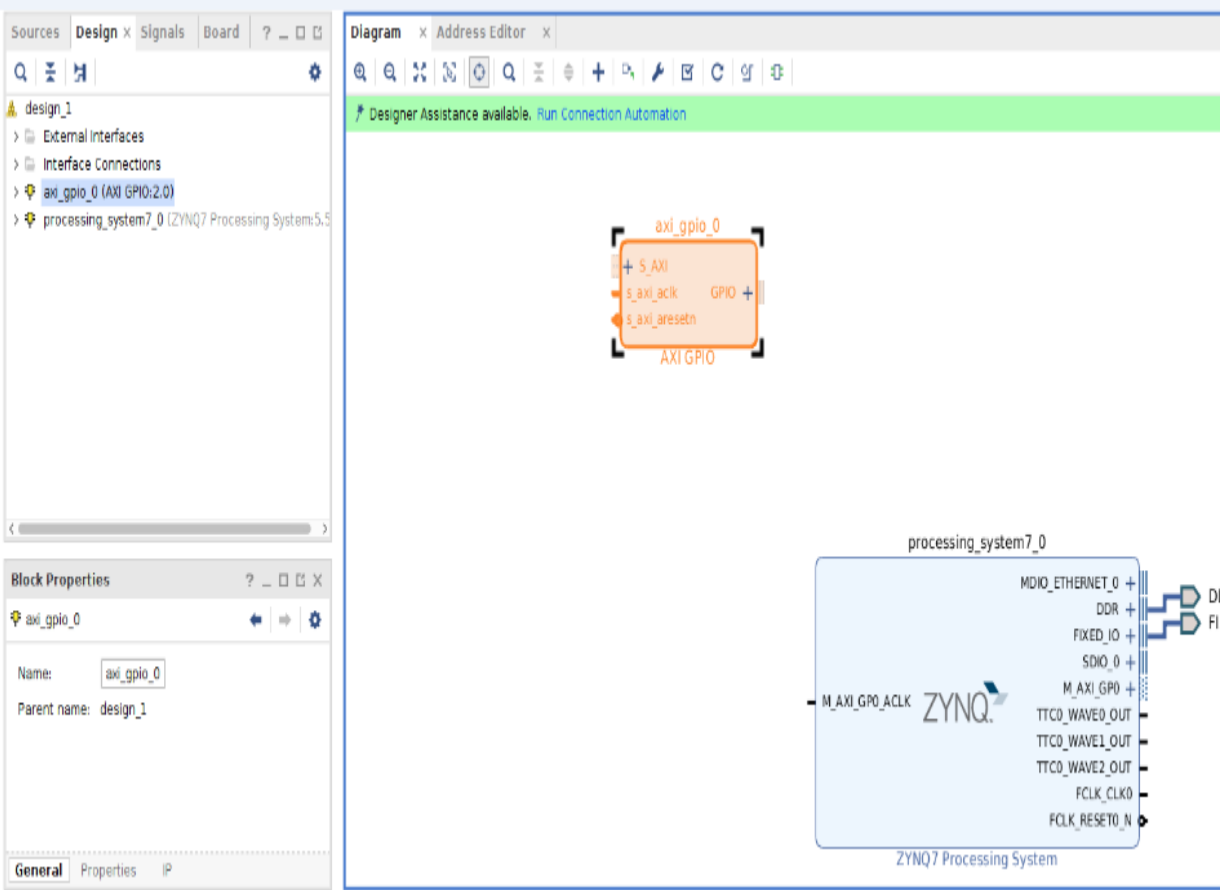 Sources Design × Signals Board ? _
design_1
External Interfaces
Interface Connections
axi_gpio_0 (AXI GPIO:2.0)
processing_system7_0 (ZYNQ7 Processing System:5.5
Block Properties ? _ X
axi_gpio_0
Name: axi_gpio_0
Parent name: design_1
General Properties IP
Diagram × Address Editor ×
Designer Assistance available. Run Connection Automation
axi_gpio_0
S_AXI
s_axi_aclk GPIO
s_axi_aresetn
AXI GPIO
processing_system7_0
MDIO_ETHERNET_0
DDR
FIXED_IO
SDIO_0
M_AXI_GP0
M_AXI_GP0_ACLK ZYNQ.
TTC0_WAVE0_OUT
TTC0_WAVE1_OUT
TTC0_WAVE2_OUT
FCLK_CLK0
FCLK_RESET0_N
ZYNQ7 Processing System
FI